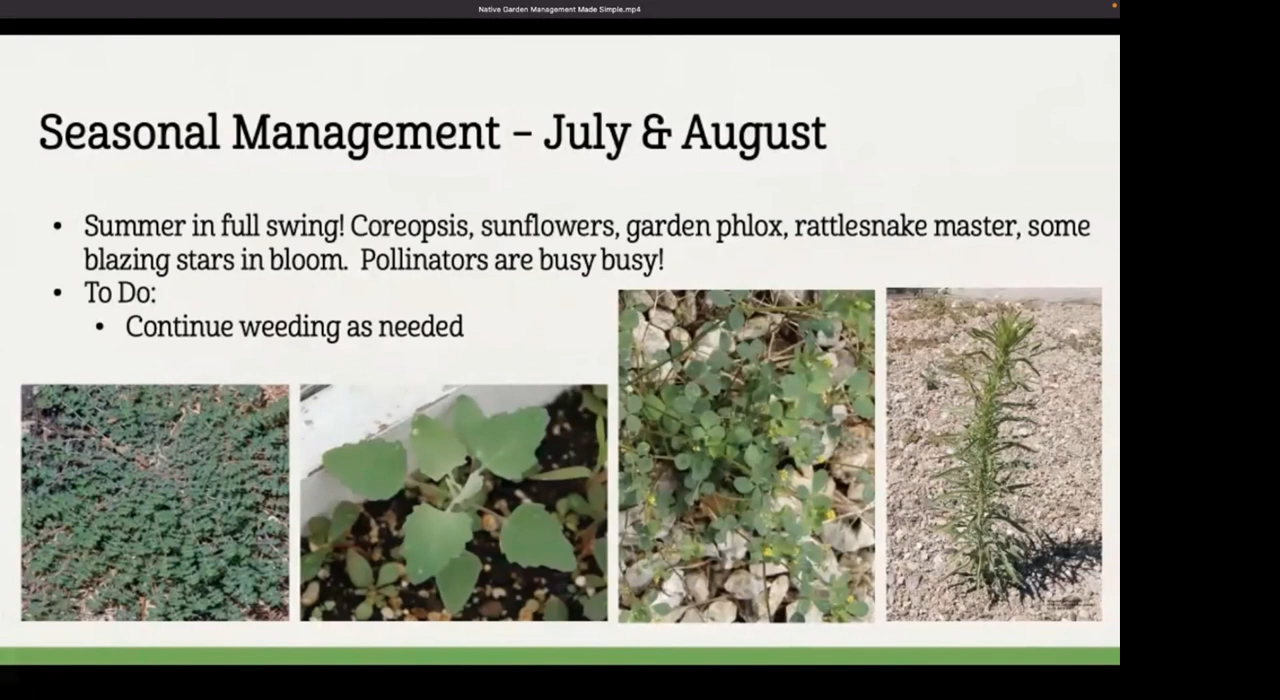 Native Garden Management Made Simple.mp4
Seasonal Management – July & August
• Summer in full swing! Coreopsis, sunflowers, garden phlox, rattlesnake master, some
blazing stars in bloom.  Pollinators are busy busy!
• To Do:
• Continue weeding as needed